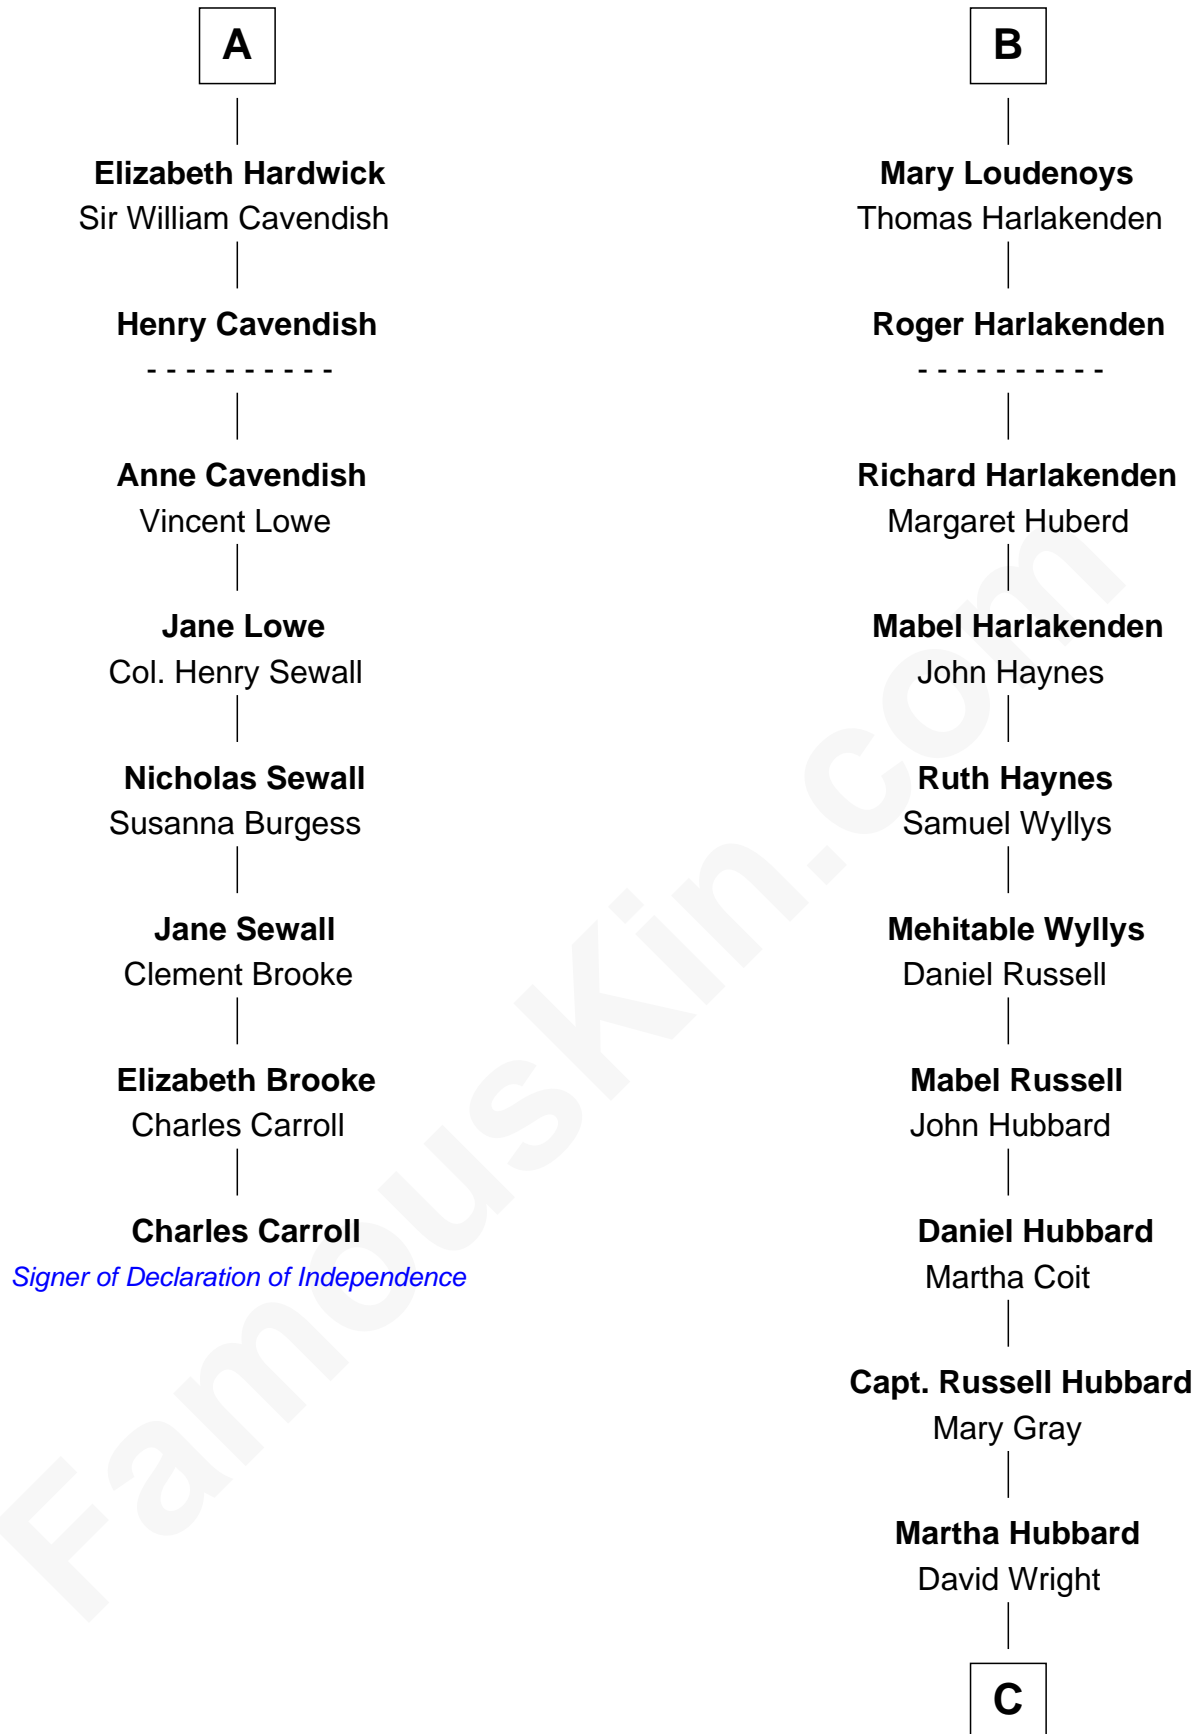 A
Elizabeth Hardwick
Sir William Cavendish
Henry Cavendish
- - - - - - - - - -
Anne Cavendish
Vincent Lowe
Jane Lowe
Col. Henry Sewall
Nicholas Sewall
Susanna Burgess
Jane Sewall
Clement Brooke
Elizabeth Brooke
Charles Carroll
Charles Carroll
Signer of Declaration of Independence
B
Mary Loudenoys
Thomas Harlakenden
Roger Harlakenden
- - - - - - - - - -
Richard Harlakenden
Margaret Huberd
Mabel Harlakenden
John Haynes
Ruth Haynes
Samuel Wyllys
Mehitable Wyllys
Daniel Russell
Mabel Russell
John Hubbard
Daniel Hubbard
Martha Coit
Capt. Russell Hubbard
Mary Gray
Martha Hubbard
David Wright
C
FamousKin.com